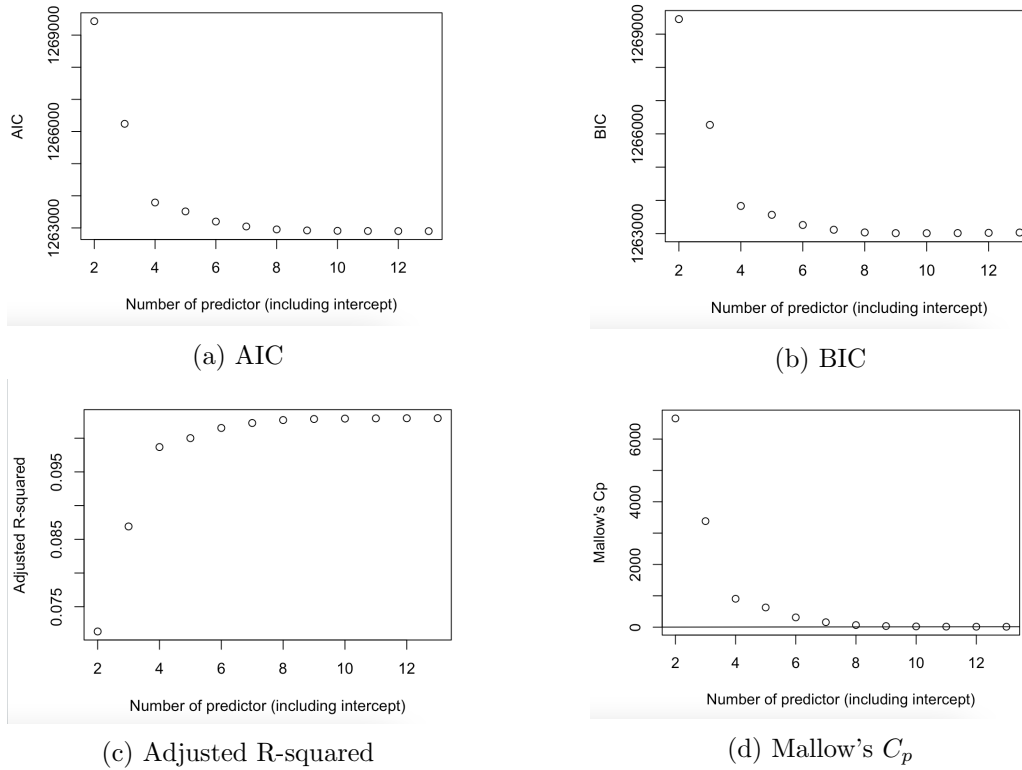 AIC
1263000 1266000 1269000
2 4 6 8 10 12
Number of predictor (including intercept)
(a) AIC
BIC
1263000 1266000 1269000
2 4 6 8 10 12
Number of predictor (including intercept)
(b) BIC
Adjusted R-squared
0.075 0.085 0.095
2 4 6 8 10 12
Number of predictor (including intercept)
(c) Adjusted R-squared
Mallow's Cp
0 2000 4000 6000
2 4 6 8 10 12
Number of predictor (including intercept)
(d) Mallow's Cp